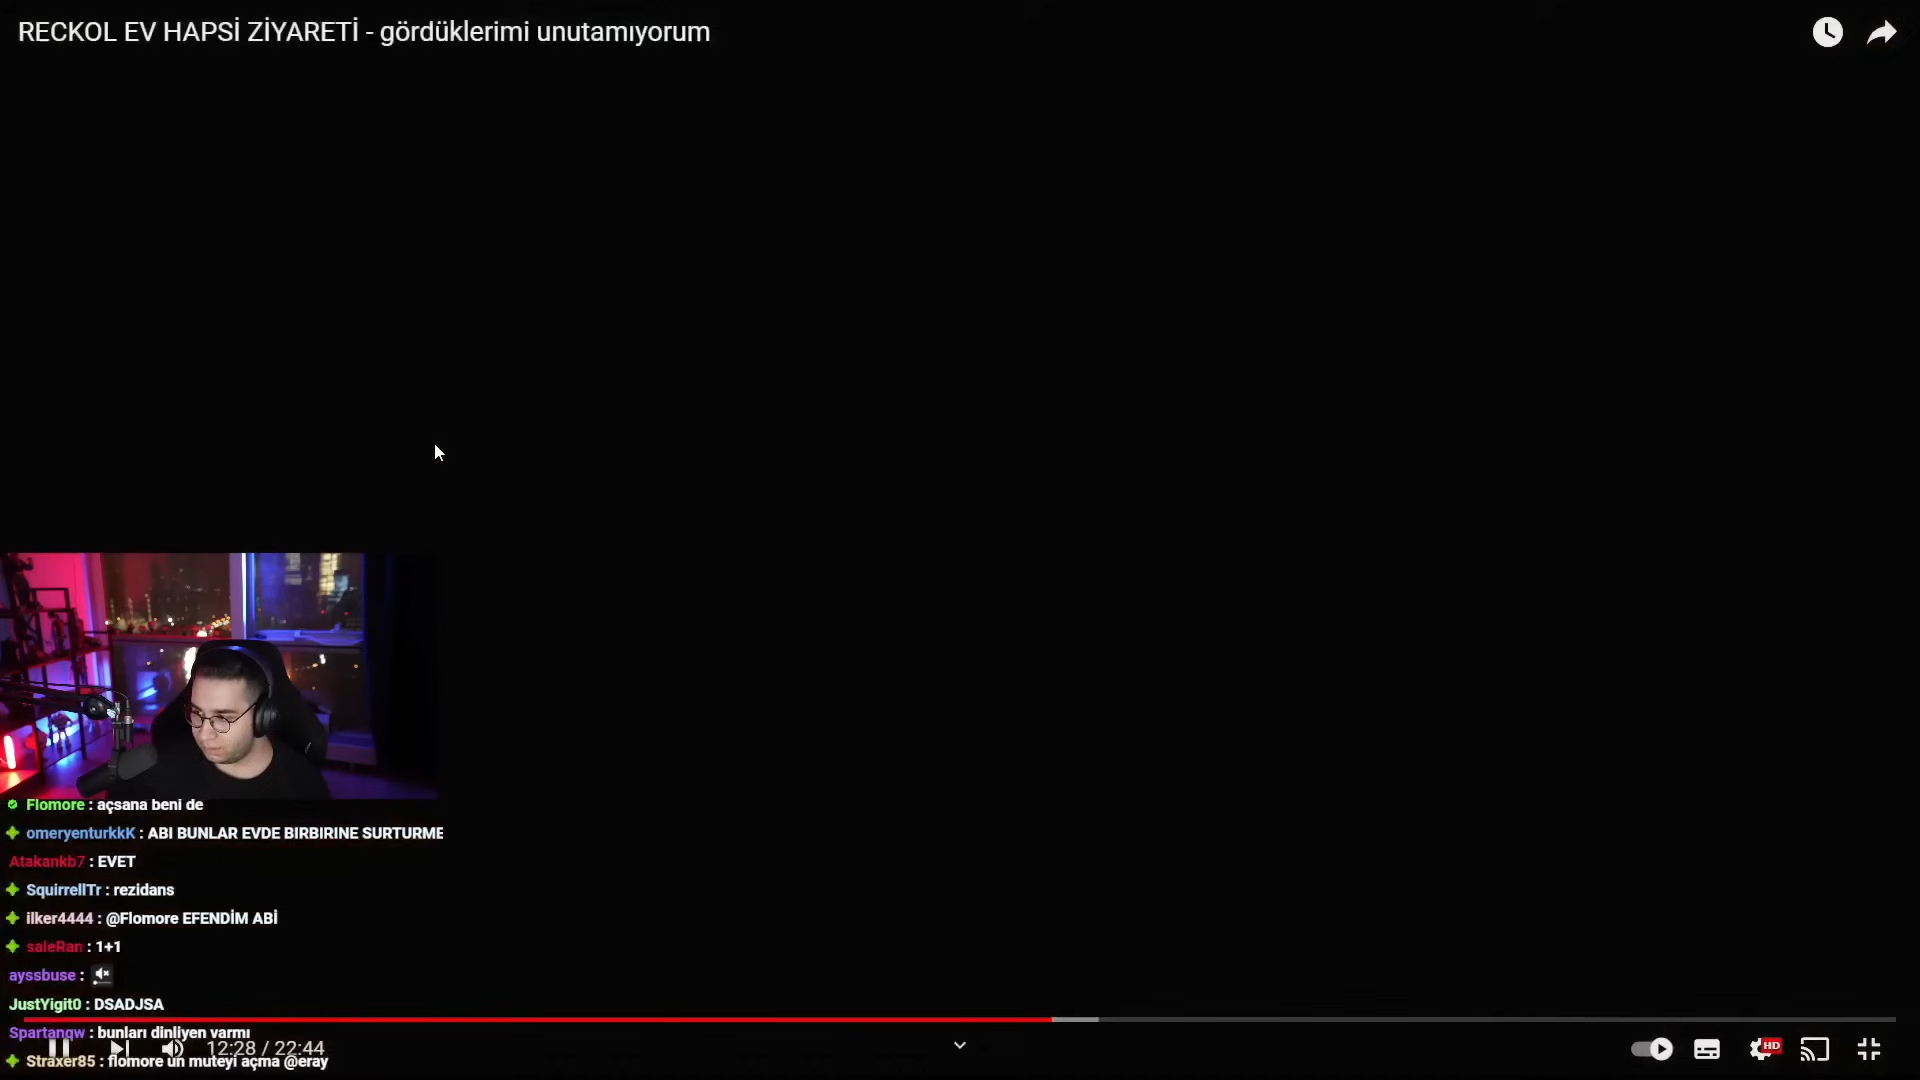 RECKOL EV HAPSİ ZİYARETİ - gördüklerimi unutamıyorum
Flomore : açsana beni de
omeryenturkkK : ABI BUNLAR EVDE BIRBIRINE SURTURME
Atakankb7 : EVET
SquirrellTr : rezidans
ilker4444 : @Flomore EFENDİM ABİ
saleRan : 1+1
ayssbuse :
JustYigit0 : DSADJSA
Spartanqw : bunları dinliyen varmı
12:28 / 22:44
Straxer85 : flomore un muteyi açma @eray
HD